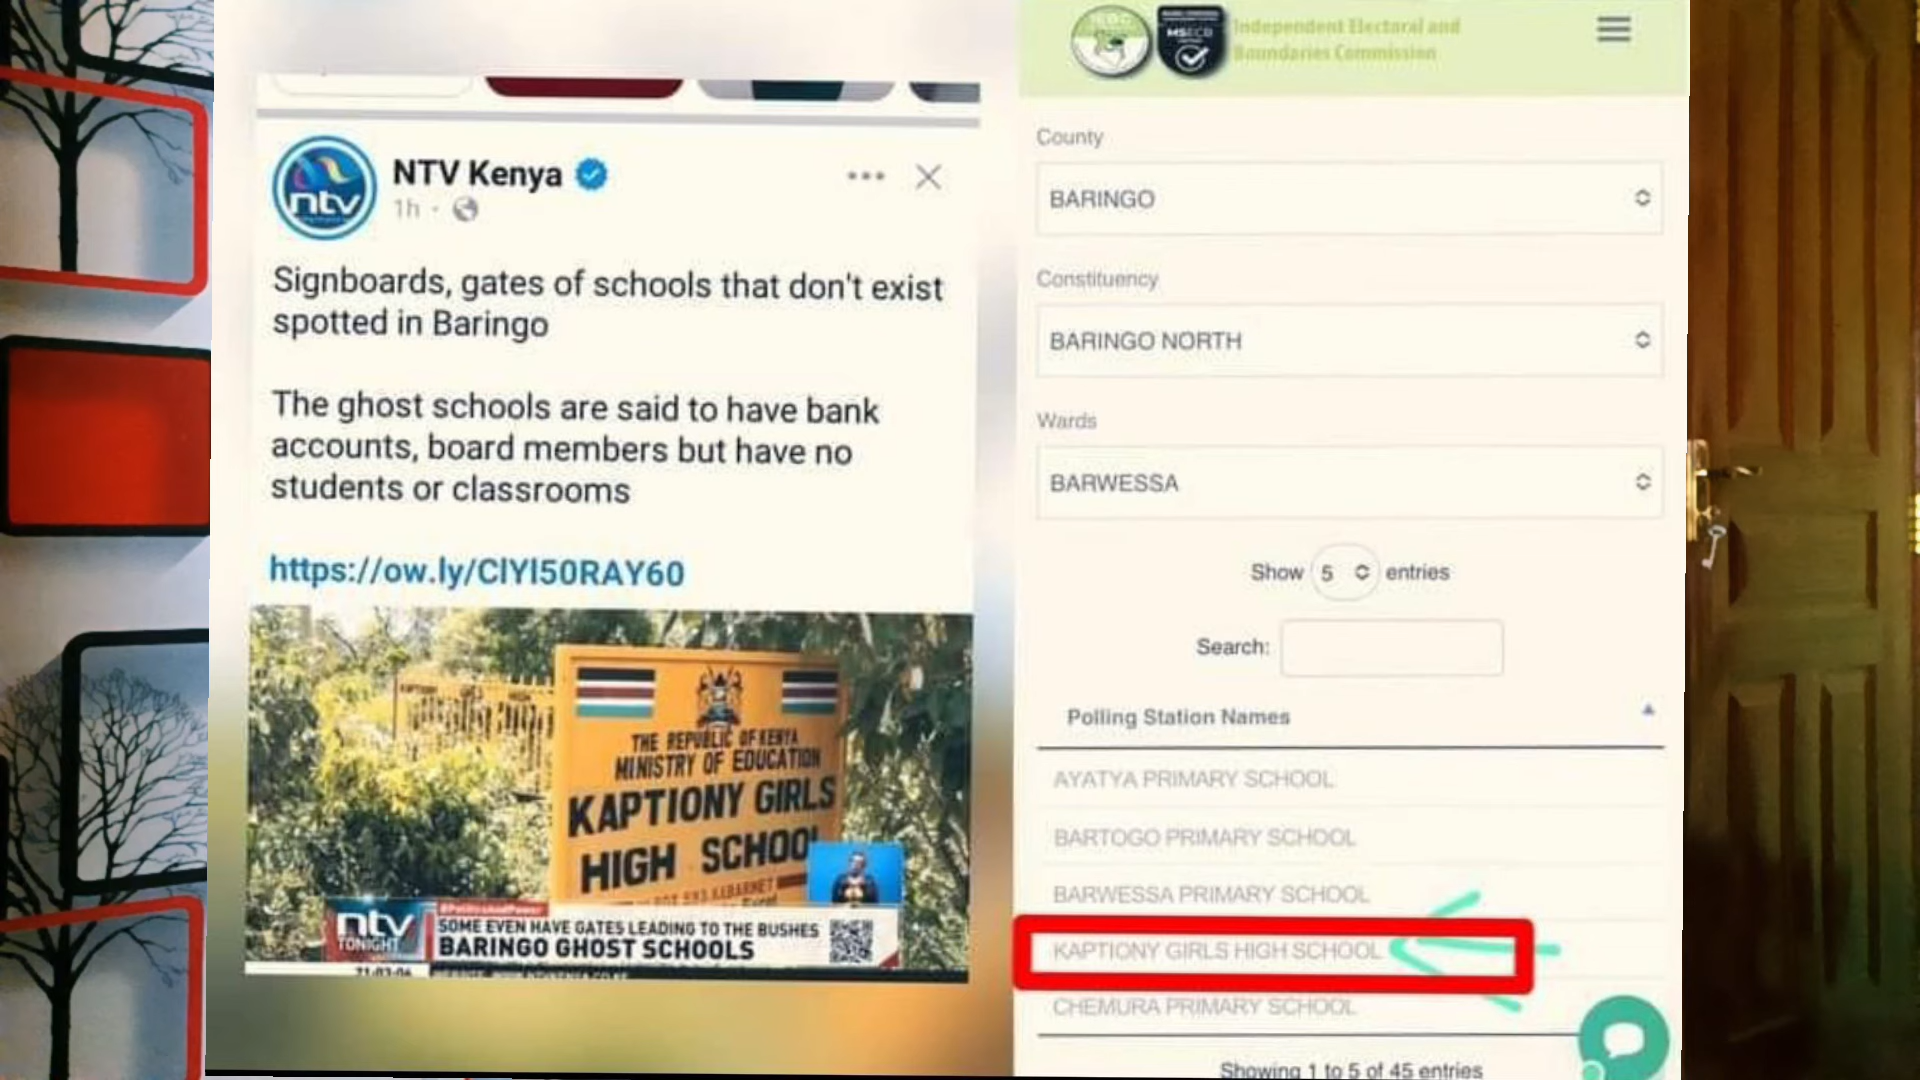 NTV Kenya
1h
Signboards, gates of schools that don't exist
spotted in Baringo
The ghost schools are said to have bank
accounts, board members but have no
students or classrooms
https://ow.ly/ClYl50RAY60
THE REPUBLIC OF KENYA
MINISTRY OF EDUCATION
KAPTIONY GIRLS
HIGH SCHOOL
ntv
TONIGHT
SOME EVEN HAVE GATES LEADING TO THE BUSHES
BARINGO GHOST SCHOOLS
ntv
MSECB
Independent Electoral and
Boundaries Commission
County
BARINGO
Constituency
BARINGO NORTH
Wards
BARWESSA
Show 5 entries
Search:
Polling Station Names
AYATYA PRIMARY SCHOOL
BARTOGO PRIMARY SCHOOL
BARWESSA PRIMARY SCHOOL
KAPTIONY GIRLS HIGH SCHOOL
CHEMURA PRIMARY SCHOOL
Showing 1 to 5 of 45 entries